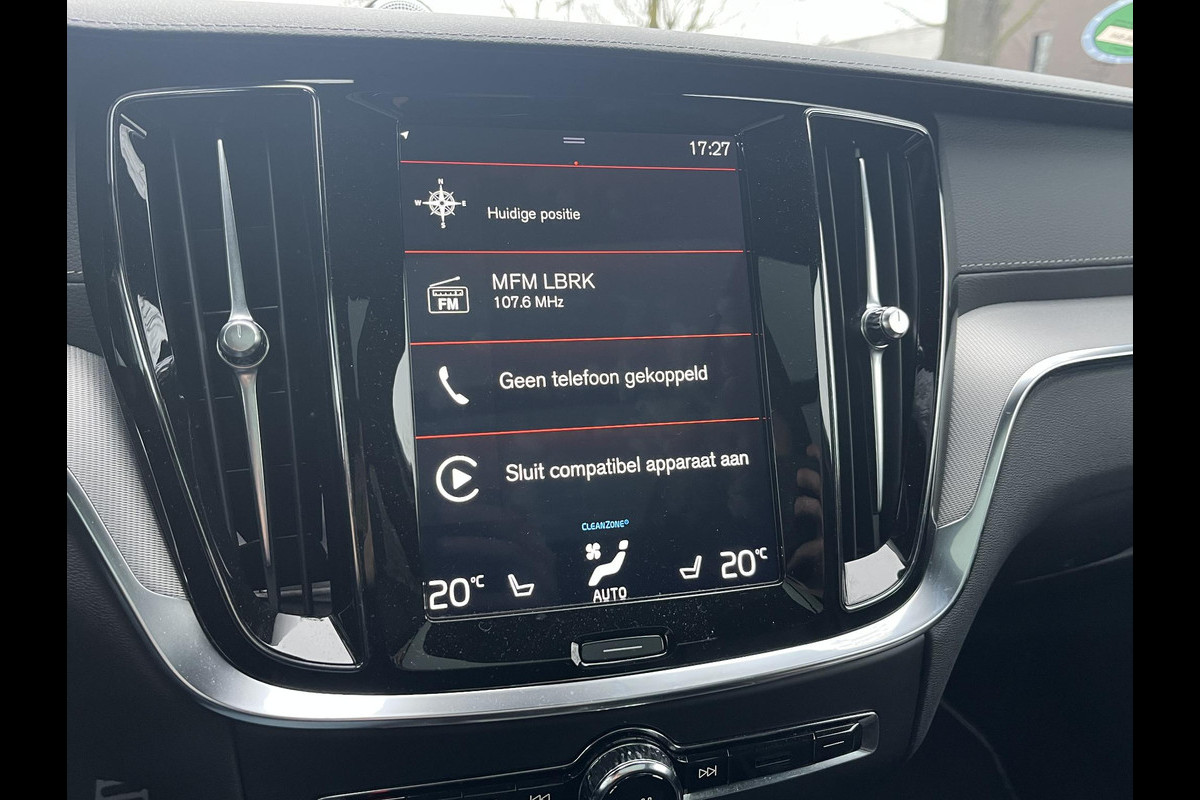 17:27
N
W E
S
Huidige positie
MFM LBRK
FM
107.6 MHz
Geen telefoon gekoppeld
Sluit compatibel apparaat aan
CLEANZONE
20°C
20°C
AUTO